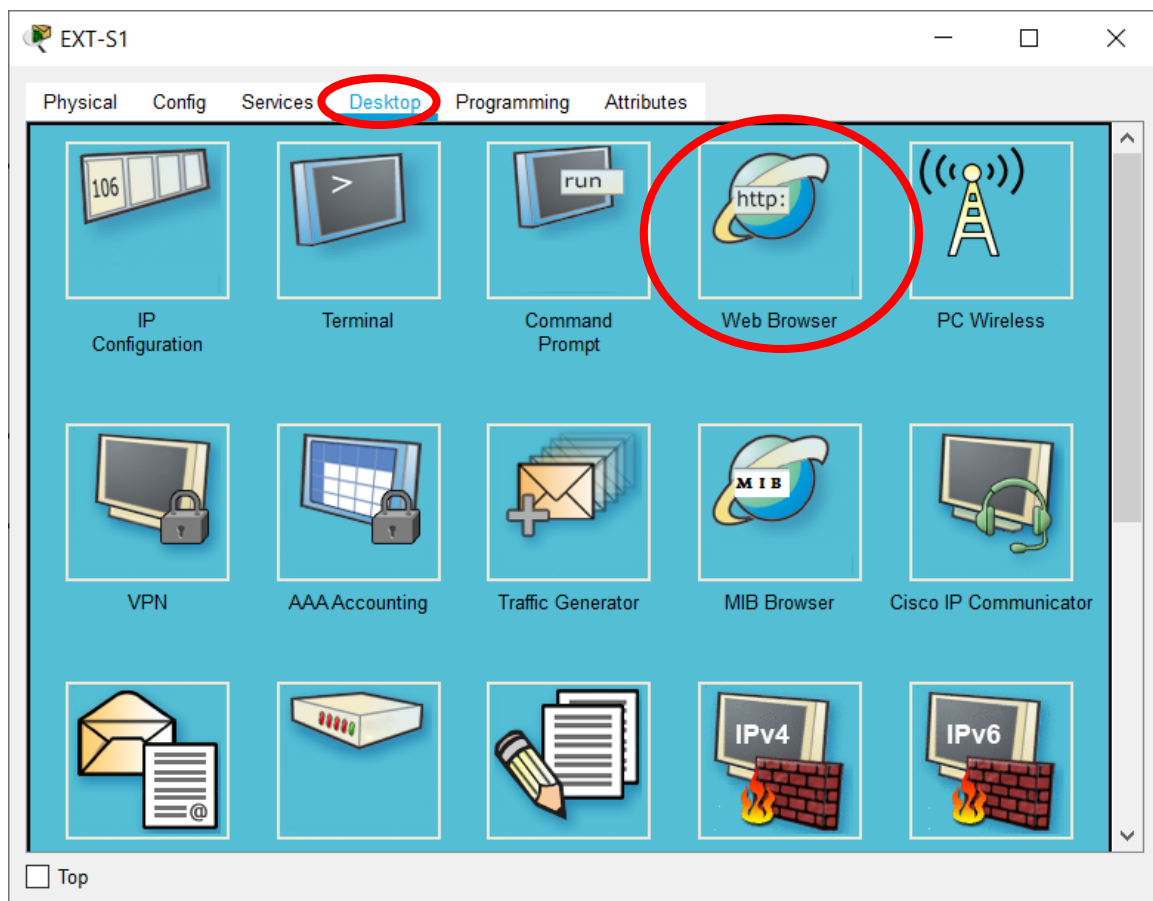 EXT-S1
Physical Config Services Desktop Programming Attributes
106
>
run
http:
IP
Configuration
Terminal
Command
Prompt
Web Browser
PC Wireless
MIB
VPN
AAA Accounting
Traffic Generator
MIB Browser
Cisco IP Communicator
@
IPv4
IPv6
Top